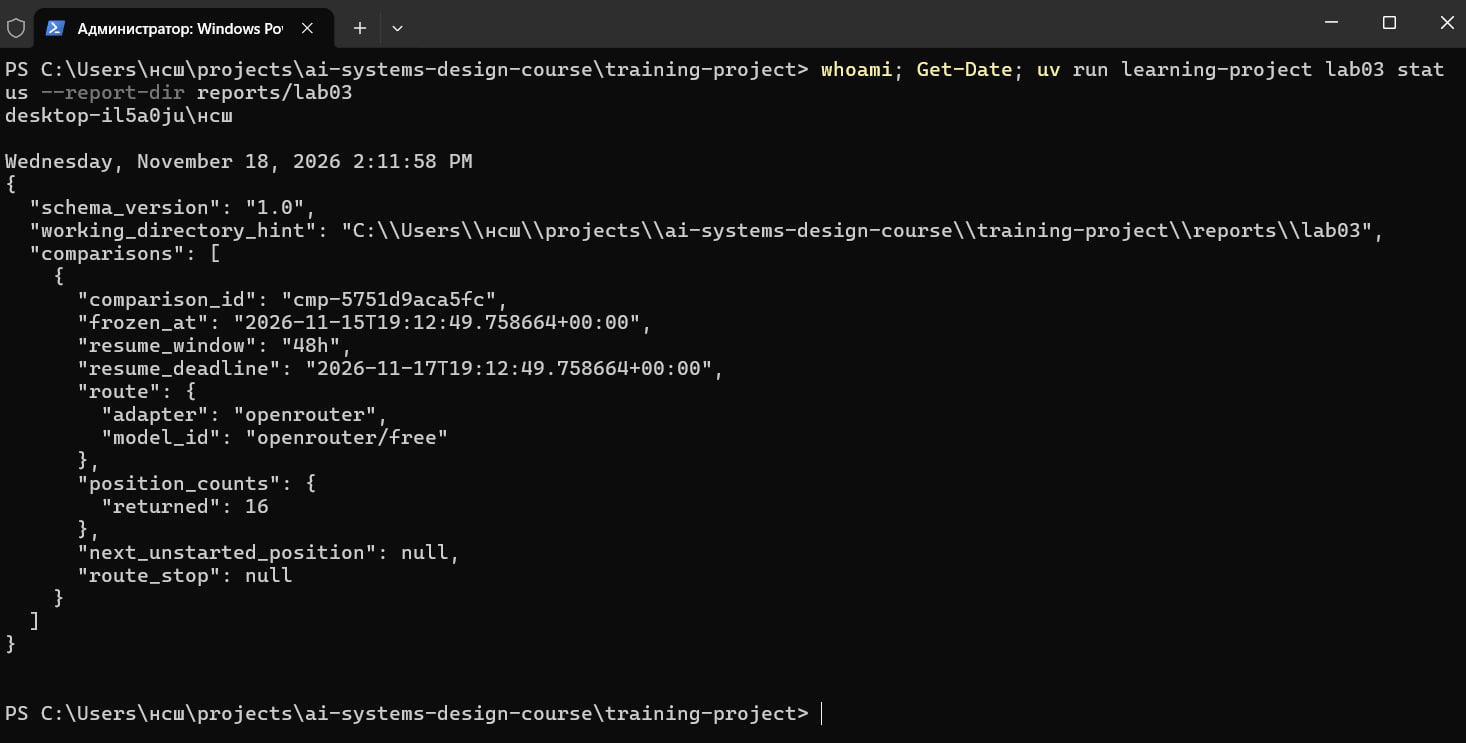 Администратор: Windows Po
PS C:\Users\нсш\projects\ai-systems-design-course\training-project> whoami; Get-Date; uv run learning-project lab03 stat
us --report-dir reports/lab03
desktop-il5a0ju\нсш
Wednesday, November 18, 2026 2:11:58 PM
{
  "schema_version": "1.0",
  "working_directory_hint": "C:\\Users\\нсш\\projects\\ai-systems-design-course\\training-project\\reports\\lab03",
  "comparisons": [
    {
      "comparison_id": "cmp-5751d9aca5fc",
      "frozen_at": "2026-11-15T19:12:49.758664+00:00",
      "resume_window": "48h",
      "resume_deadline": "2026-11-17T19:12:49.758664+00:00",
      "route": {
        "adapter": "openrouter",
        "model_id": "openrouter/free"
      },
      "position_counts": {
        "returned": 16
      },
      "next_unstarted_position": null,
      "route_stop": null
    }
  ]
}
PS C:\Users\нсш\projects\ai-systems-design-course\training-project>